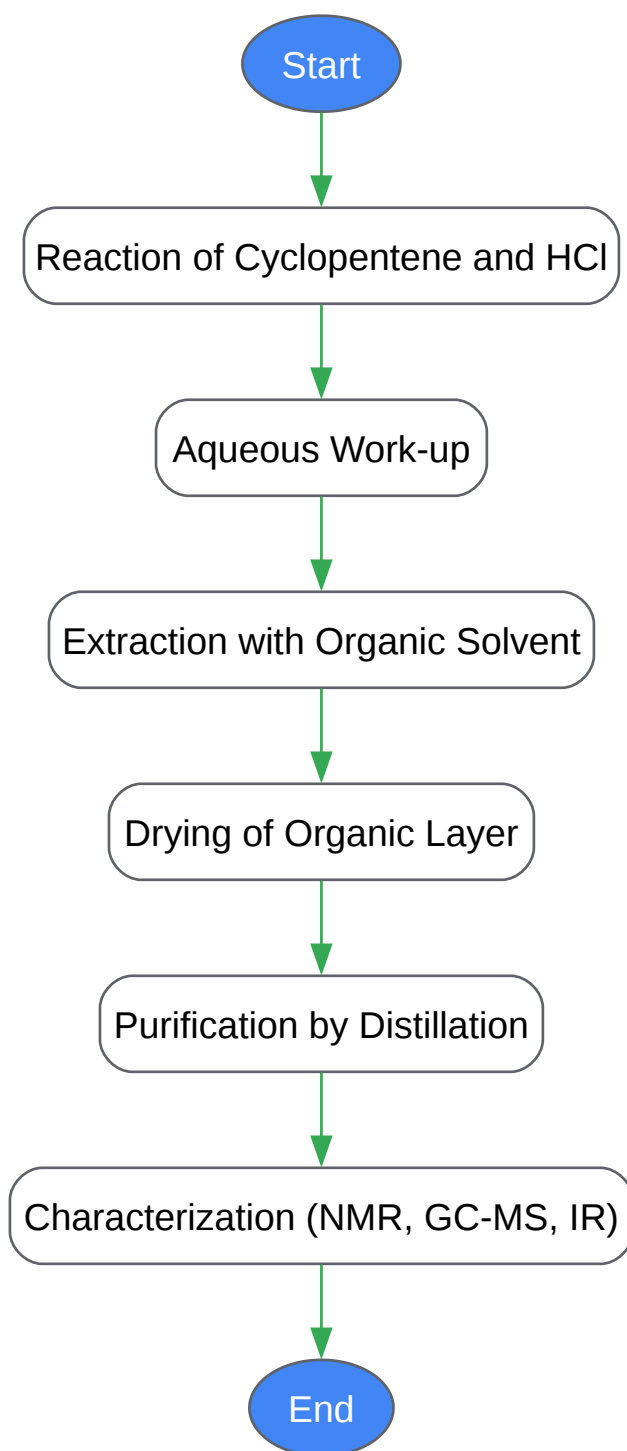 Start
Reaction of Cyclopentene and HCl
Aqueous Work-up
Extraction with Organic Solvent
Drying of Organic Layer
Purification by Distillation
Characterization (NMR, GC-MS, IR)
End